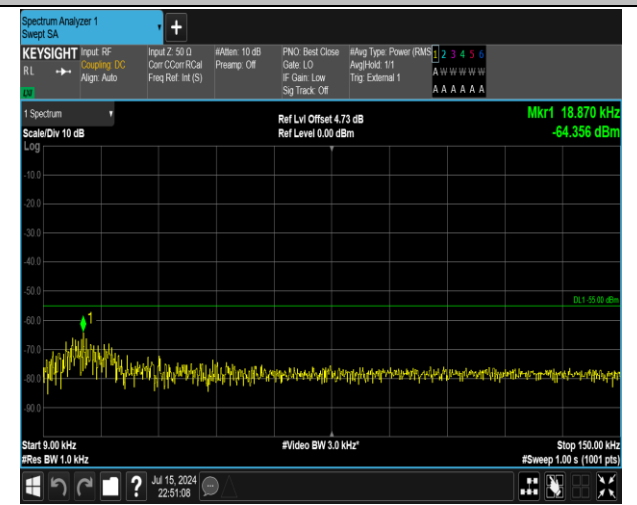 Spectrum Analyzer 1
Swept SA
+
KEYSIGHT
RL
LXI
Input: RF
Coupling: DC
Align: Auto
Input Z: 50 Ω
Corr CCorr RCal
Freq Ref: Int (S)
#Atten: 10 dB
Preamp: Off
PNO: Best Close
Gate: LO
IF Gain: Low
Sig Track: Off
#Avg Type: Power (RMS
Avg|Hold: 1/1
Trig: External 1
1 2 3 4 5 6
A W W W W W
A A A A A A
1 Spectrum
Scale/Div 10 dB
Ref Lvl Offset 4.73 dB
Ref Level 0.00 dBm
Mkr1 18.870 kHz
-64.356 dBm
Log
-10.0
-20.0
-30.0
-40.0
-50.0
DL1 -55.00 dBm
-60.0
1
-70.0
-80.0
-90.0
Start 9.00 kHz
#Res BW 1.0 kHz
#Video BW 3.0 kHz*
Stop 150.00 kHz
#Sweep 1.00 s (1001 pts)
?
Jul 15, 2024
22:51:08